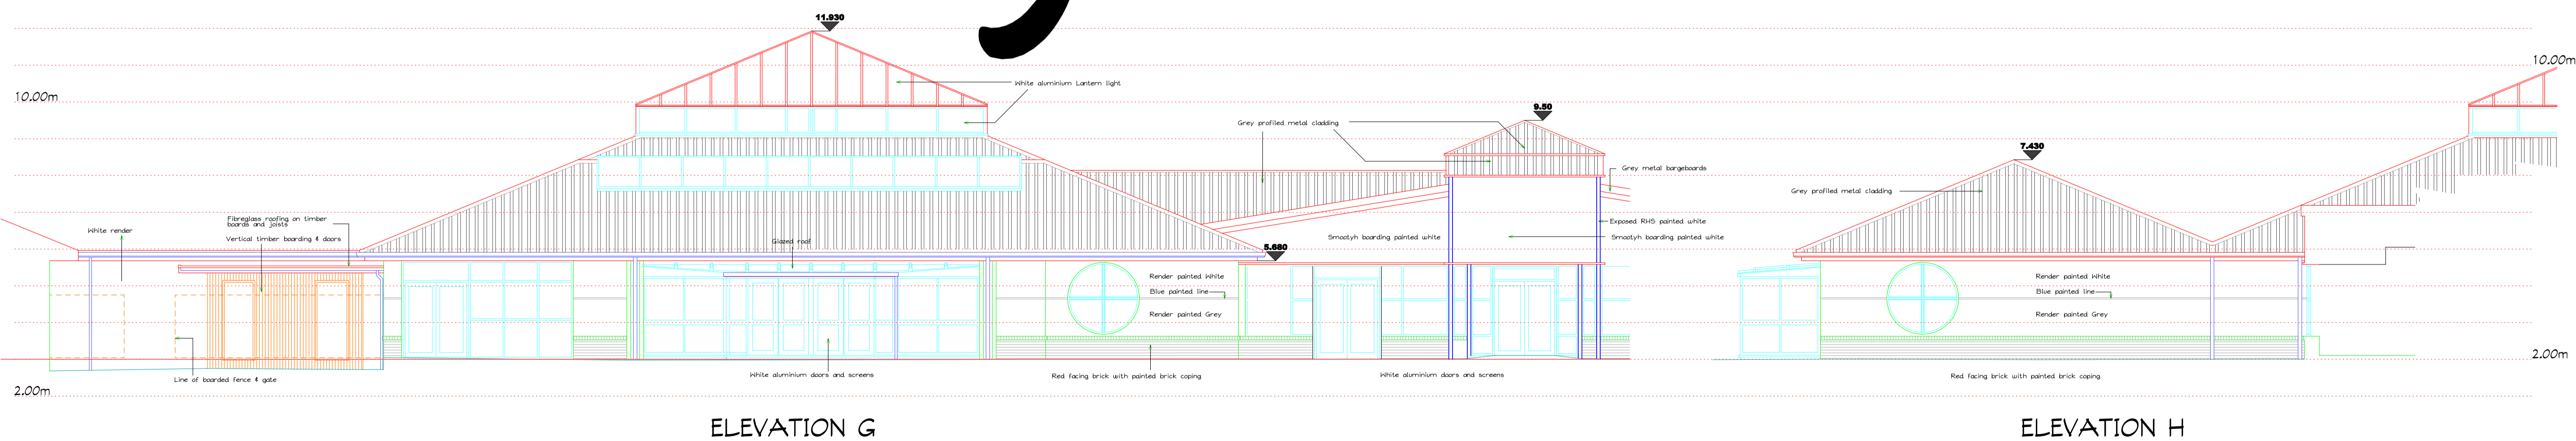 11.930
White aluminium Lantern light
10.00m
10.00m
9.50
Grey profiled metal cladding
7.430
Grey metal bargeboards
Grey profiled metal cladding
Fibreglass roofing on timber
boards and joists
White render
Vertical timber boarding & doors
Exposed RHS painted white
Smootyh boarding painted white
Smootyh boarding painted white
Glazed roof
5.680
Render painted White
Blue painted line
Render painted Grey
Render painted White
Blue painted line
Render painted Grey
2.00m
Line of boarded fence & gate
White aluminium doors and screens
Red facing brick with painted brick coping
White aluminium doors and screens
Red facing brick with painted brick coping
2.00m
ELEVATION G
ELEVATION H